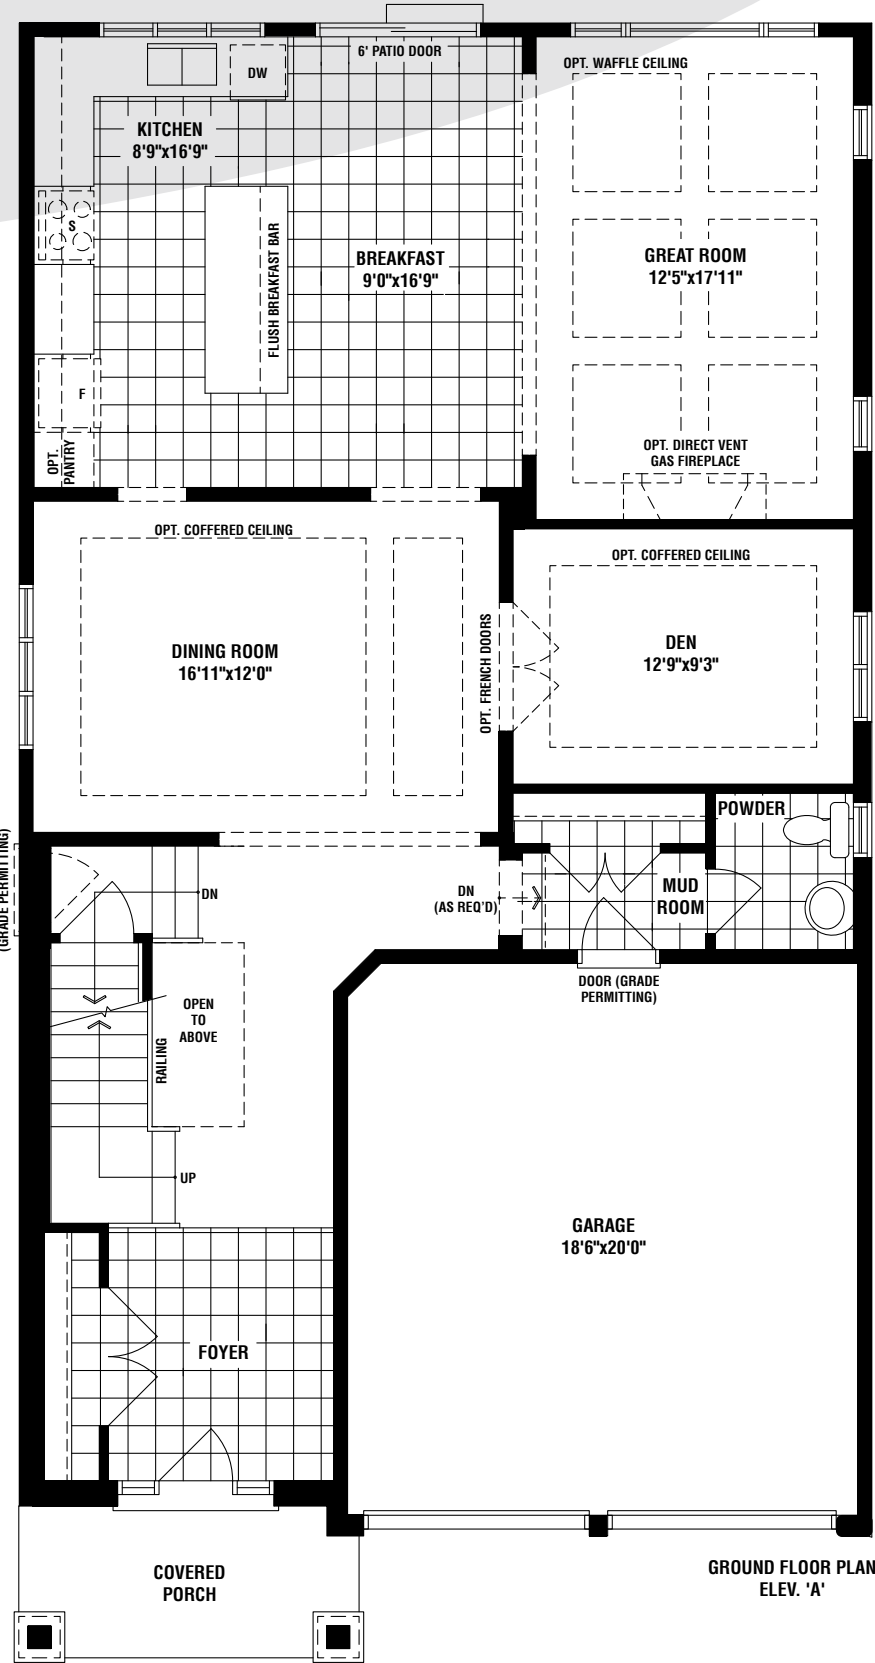 6' PATIO DOOR
DW
OPT. WAFFLE CEILING
KITCHEN
8'9"x16'9"
S
BREAKFAST
9'0"x16'9"
FLUSH BREAKFAST BAR
GREAT ROOM
12'5"x17'11"
F
OPT.
PANTRY
OPT. DIRECT VENT
GAS FIREPLACE
OPT. COFFERED CEILING
OPT. COFFERED CEILING
DINING ROOM
16'11"x12'0"
OPT. FRENCH DOORS
DEN
12'9"x9'3"
POWDER
(GRADE PERMITTING)
DN
DN
(AS REQ'D)
MUD
ROOM
DOOR (GRADE
PERMITTING)
OPEN
TO
ABOVE
RAILING
UP
GARAGE
18'6"x20'0"
FOYER
COVERED
PORCH
GROUND FLOOR PLAN
ELEV. 'A'